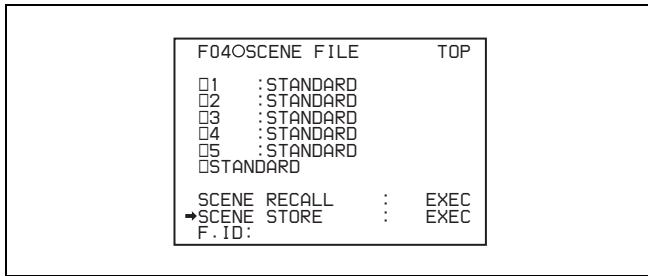 F04○SCENE FILE TOP
□1 :STANDARD
□2 :STANDARD
□3 :STANDARD
□4 :STANDARD
□5 :STANDARD
□STANDARD
SCENE RECALL : EXEC
➡SCENE STORE : EXEC
F.ID: